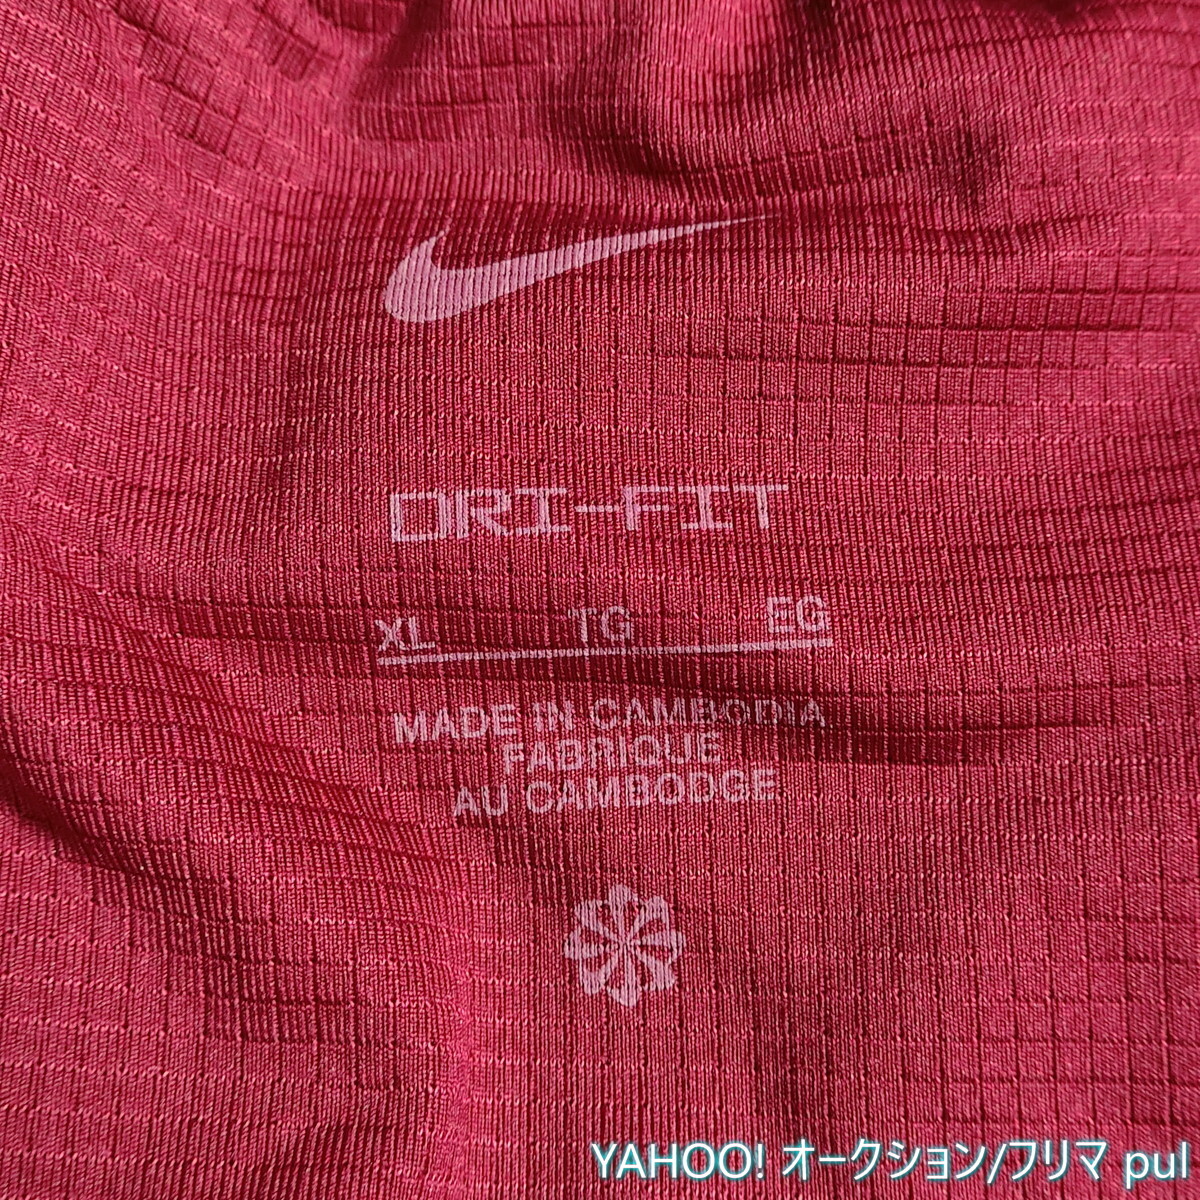 DRI-FIT
XL TG EG
MADE IN CAMBODIA
FABRIQUÉ
AU CAMBODGE
YAHOO! オークション/フリマ pul